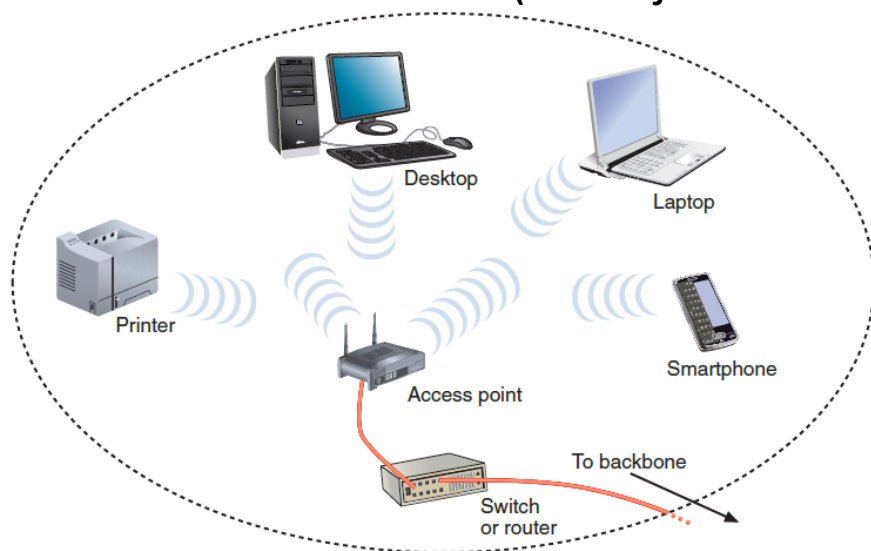 Desktop
Laptop
Printer
Smartphone
Access point
To backbone
Switch
or router